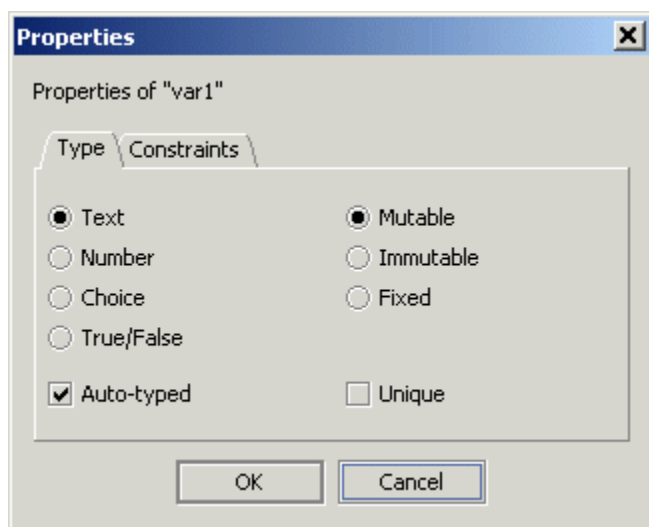 Properties
Properties of "var1"
Type Constraints
Text Mutable
Number Immutable
Choice Fixed
True/False
Auto-typed Unique
OK Cancel